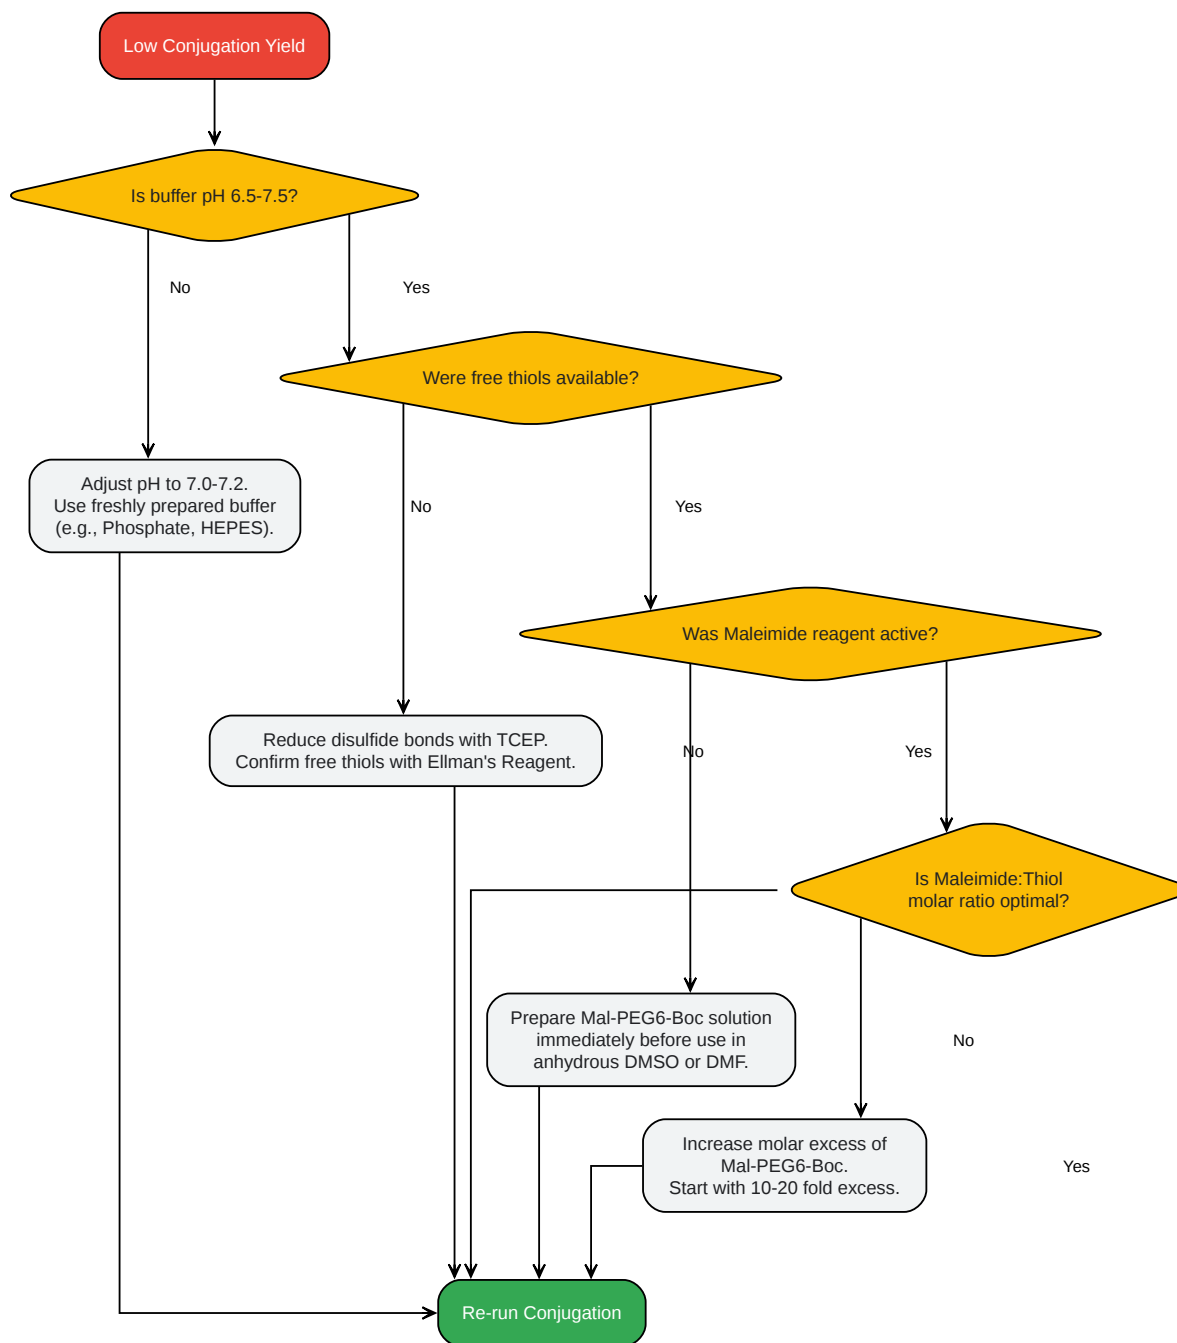 Low Conjugation Yield
Is buffer pH 6.5-7.5?
No
Yes
Were free thiols available?
Adjust pH to 7.0-7.2.
Use freshly prepared buffer
(e.g., Phosphate, HEPES).
No
Yes
Was Maleimide reagent active?
Reduce disulfide bonds with TCEP.
Confirm free thiols with Ellman's Reagent.
No
Yes
Is Maleimide:Thiol
molar ratio optimal?
Prepare Mal-PEG6-Boc solution
immediately before use in
anhydrous DMSO or DMF.
No
Increase molar excess of
Mal-PEG6-Boc.
Start with 10-20 fold excess.
Yes
Re-run Conjugation